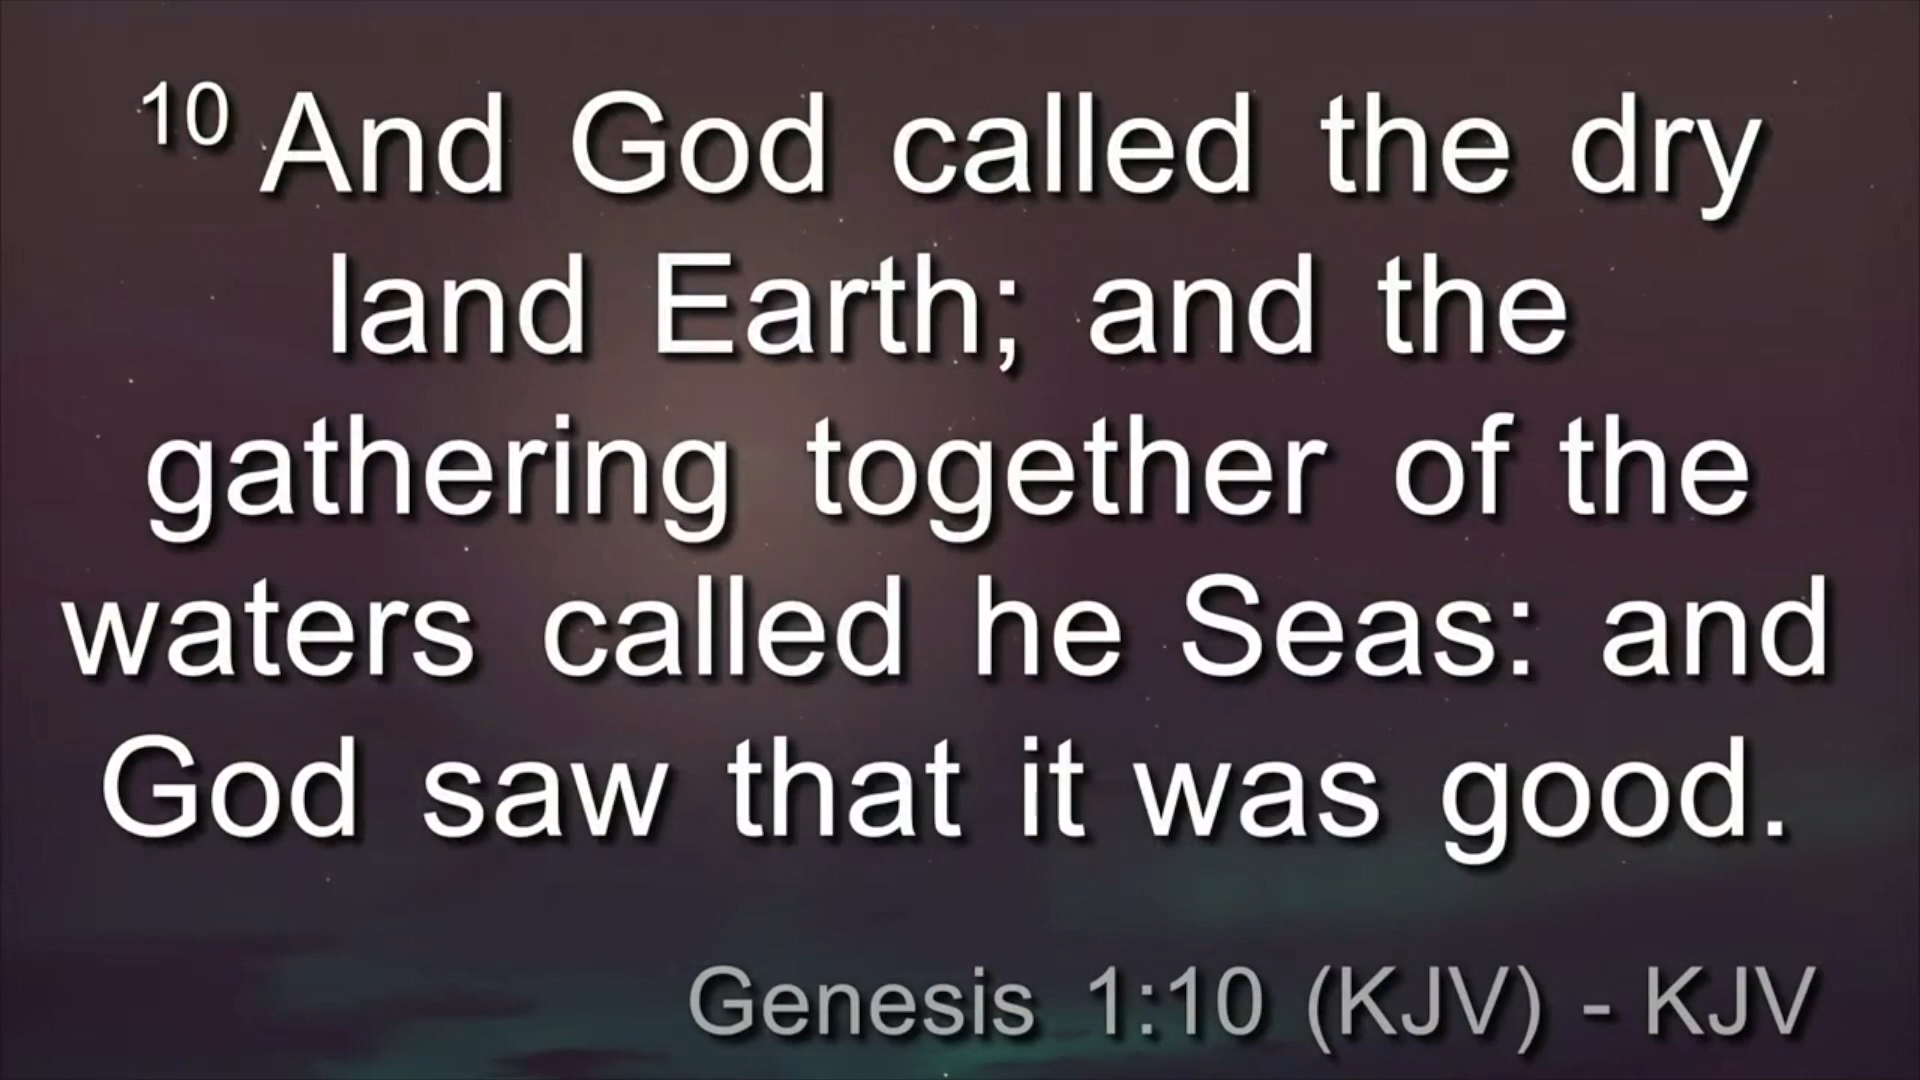 10 And God called the dry
land Earth; and the
gathering together of the
waters called he Seas: and
God saw that it was good.
Genesis 1:10 (KJV) - KJV